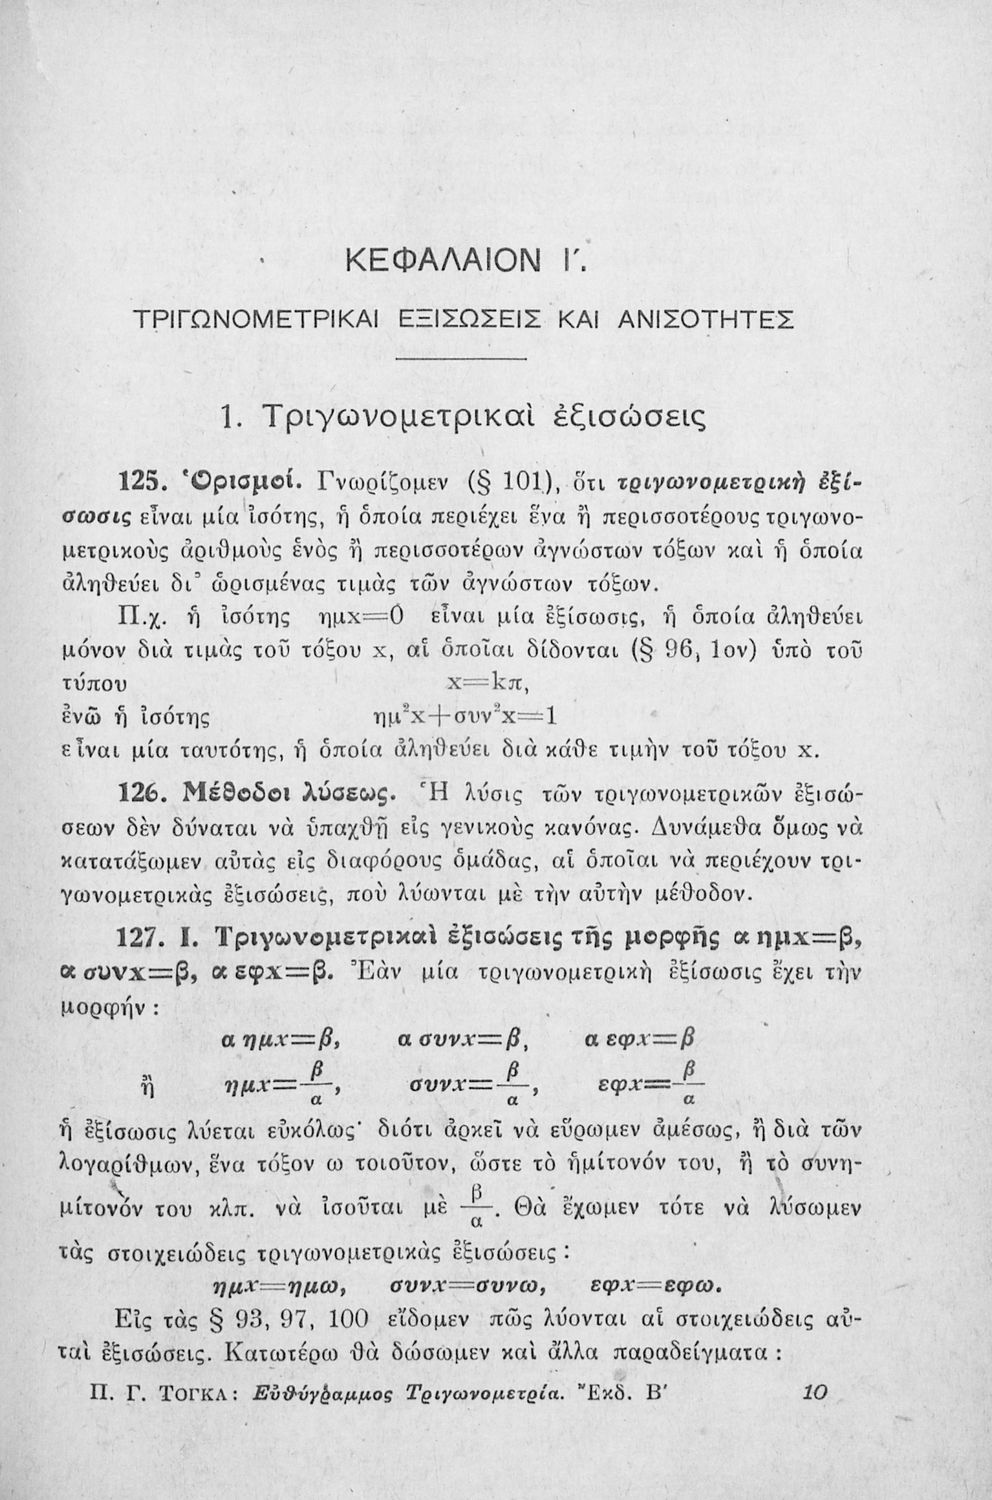 ΚΕΦΑΛΑΙΟΝ Ι΄.
ΤΡΙΓΩΝΟΜΕΤΡΙΚΑΙ ΕΞΙΣΩΣΕΙΣ ΚΑΙ ΑΝΙΣΟΤΗΤΕΣ
1. Τριγωνομετρικαὶ ἐξισώσεις
125. Ὁρισμοί. Γνωρίζομεν (§ 101), ὅτι τριγωνομετρικὴ ἐξί-
σωσις εἶναι μία ἰσότης, ἡ ὁποία περιέχει ἕνα ἢ περισσοτέρους τριγωνο-
μετρικοὺς ἀριθμοὺς ἑνὸς ἢ περισσοτέρων ἀγνώστων τόξων καὶ ἡ ὁποία
ἀληθεύει δι᾽ ὡρισμένας τιμὰς τῶν ἀγνώστων τόξων.
Π.χ. ἡ ἰσότης ημx=0 εἶναι μία ἐξίσωσις, ἡ ὁποία ἀληθεύει
μόνον διὰ τιμὰς τοῦ τόξου x, αἱ ὁποῖαι δίδονται (§ 96, 1ον) ὑπὸ τοῦ
τύπου x=kπ,
ἐνῶ ἡ ἰσότης ημ²x+συν²x=1
εἶναι μία ταυτότης, ἡ ὁποία ἀληθεύει διὰ κάθε τιμὴν τοῦ τόξου x.
126. Μέθοδοι λύσεως. Ἡ λύσις τῶν τριγωνομετρικῶν ἐξισώ-
σεων δὲν δύναται νὰ ὑπαχθῇ εἰς γενικοὺς κανόνας. Δυνάμεθα ὅμως νὰ
κατατάξωμεν αὐτὰς εἰς διαφόρους ὁμάδας, αἱ ὁποῖαι νὰ περιέχουν τρι-
γωνομετρικὰς ἐξισώσεις, ποὺ λύωνται μὲ τὴν αὐτὴν μέθοδον.
127. I. Τριγωνομετρικαὶ ἐξισώσεις τῆς μορφῆς α ημx=β,
α συνx=β, α εφx=β. Ἐὰν μία τριγωνομετρικὴ ἐξίσωσις ἔχει τὴν
μορφήν :
α ημx=β, α συνx=β, α εφx=β
ἢ ημx=β/α, συνx=β/α, εφx=β/α
ἡ ἐξίσωσις λύεται εὐκόλως· διότι ἀρκεῖ νὰ εὕρωμεν ἀμέσως, ἢ διὰ τῶν
λογαρίθμων, ἕνα τόξον ω τοιοῦτον, ὥστε τὸ ἡμίτονόν του, ἢ τὸ συνη-
μίτονόν του κλπ. νὰ ἰσοῦται μὲ β/α. Θὰ ἔχωμεν τότε νὰ λύσωμεν
τὰς στοιχειώδεις τριγωνομετρικὰς ἐξισώσεις :
ημx=ημω, συνx=συνω, εφx=εφω.
Εἰς τὰς § 93, 97, 100 εἴδομεν πῶς λύονται αἱ στοιχειώδεις αὐ-
ταὶ ἐξισώσεις. Κατωτέρω θὰ δώσωμεν καὶ ἄλλα παραδείγματα :
Π. Γ. ΤΟΓΚΑ : Εὐθύγραμμος Τριγωνομετρία. Ἔκδ. Β΄ 10